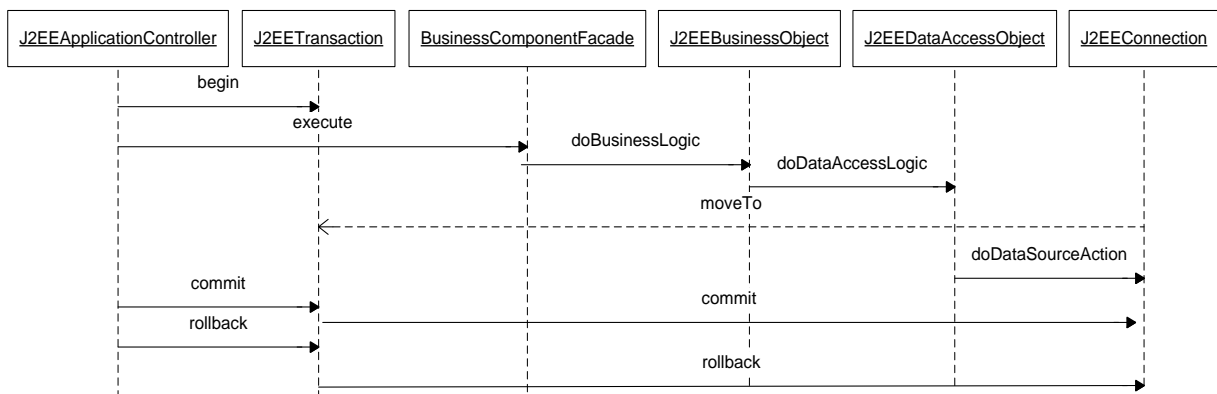 J2EEApplicationController
J2EETransaction
BusinessComponentFacade
J2EEBusinessObject
J2EEDataAccessObject
J2EEConnection
begin
execute
doBusinessLogic
doDataAccessLogic
moveTo
doDataSourceAction
commit
commit
rollback
rollback